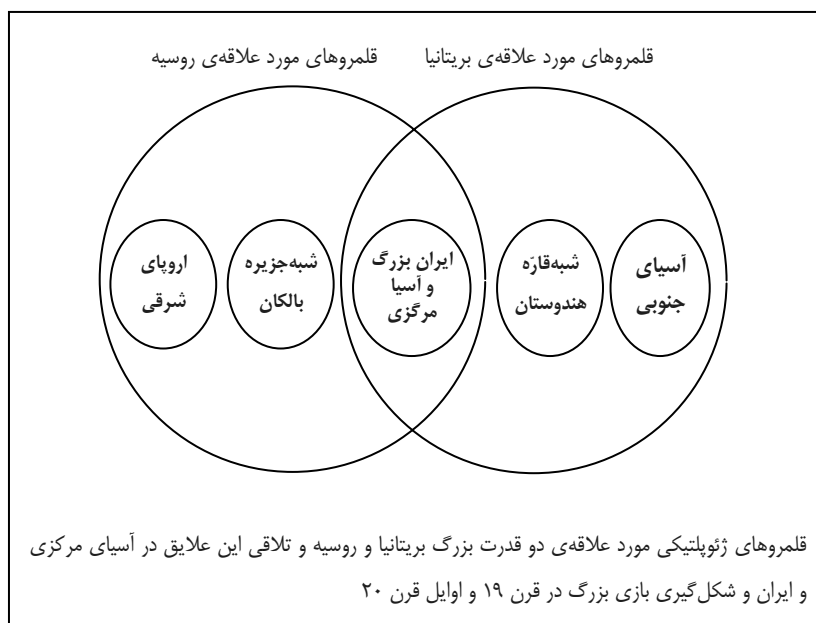 قلمروهای مورد علاقه‌ی بریتانیا
قلمروهای مورد علاقه‌ی روسیه
آسیای
جنوبی
شبه‌قارّه
هندوستان
ایران بزرگ
و آسیا
مرکزی
شبه‌جزیره
بالکان
اروپای
شرقی
قلمروهای ژئوپلتیکی مورد علاقه‌ی دو قدرت بزرگ بریتانیا و روسیه و تلاقی این علایق در آسیای مرکزی
و ایران و شکل‌گیری بازی بزرگ در قرن ۱۹ و اوایل قرن ۲۰